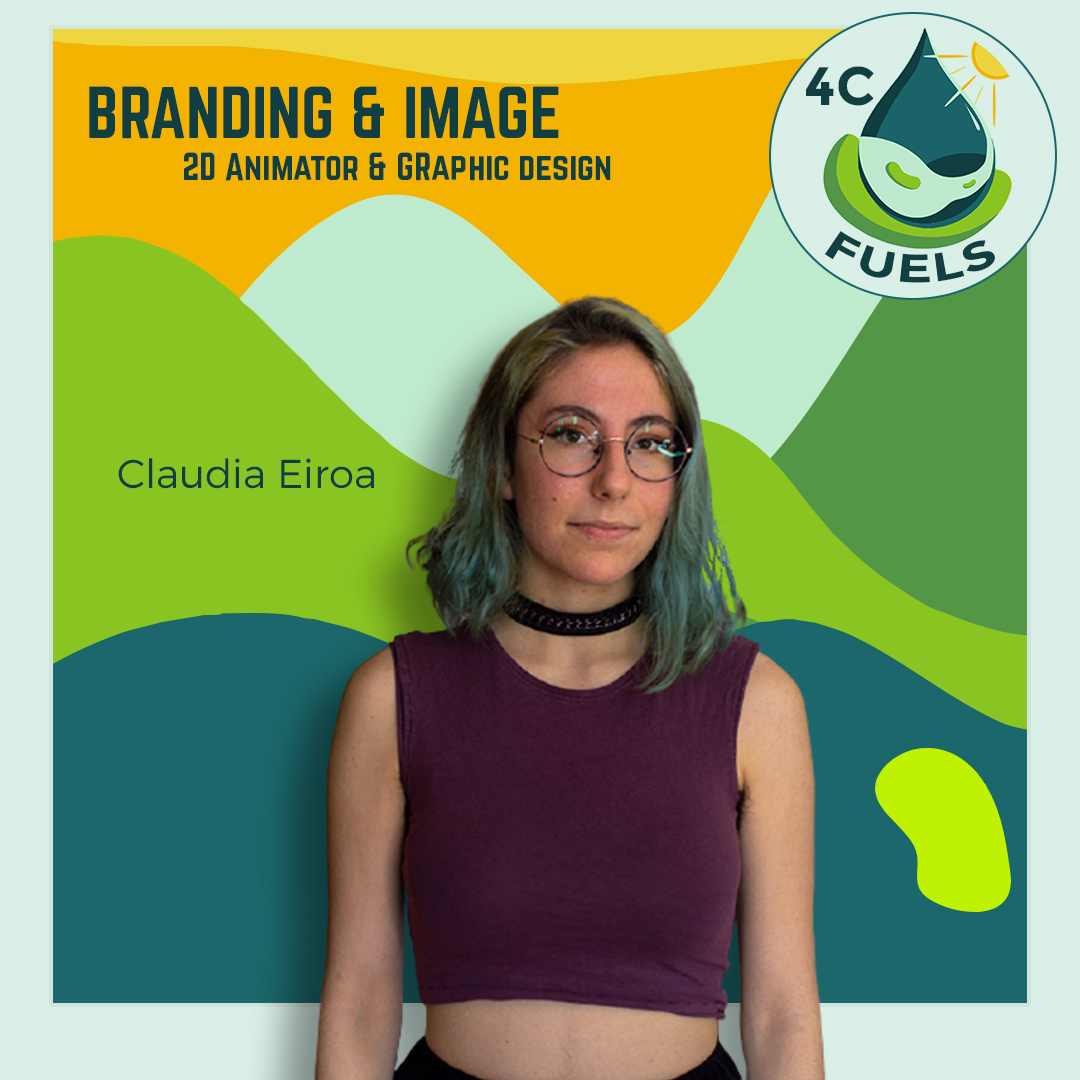 BRANDING & IMAGE
2D ANIMATOR & GRAPHIC DESIGN
4C
FUELS
Claudia Eiroa